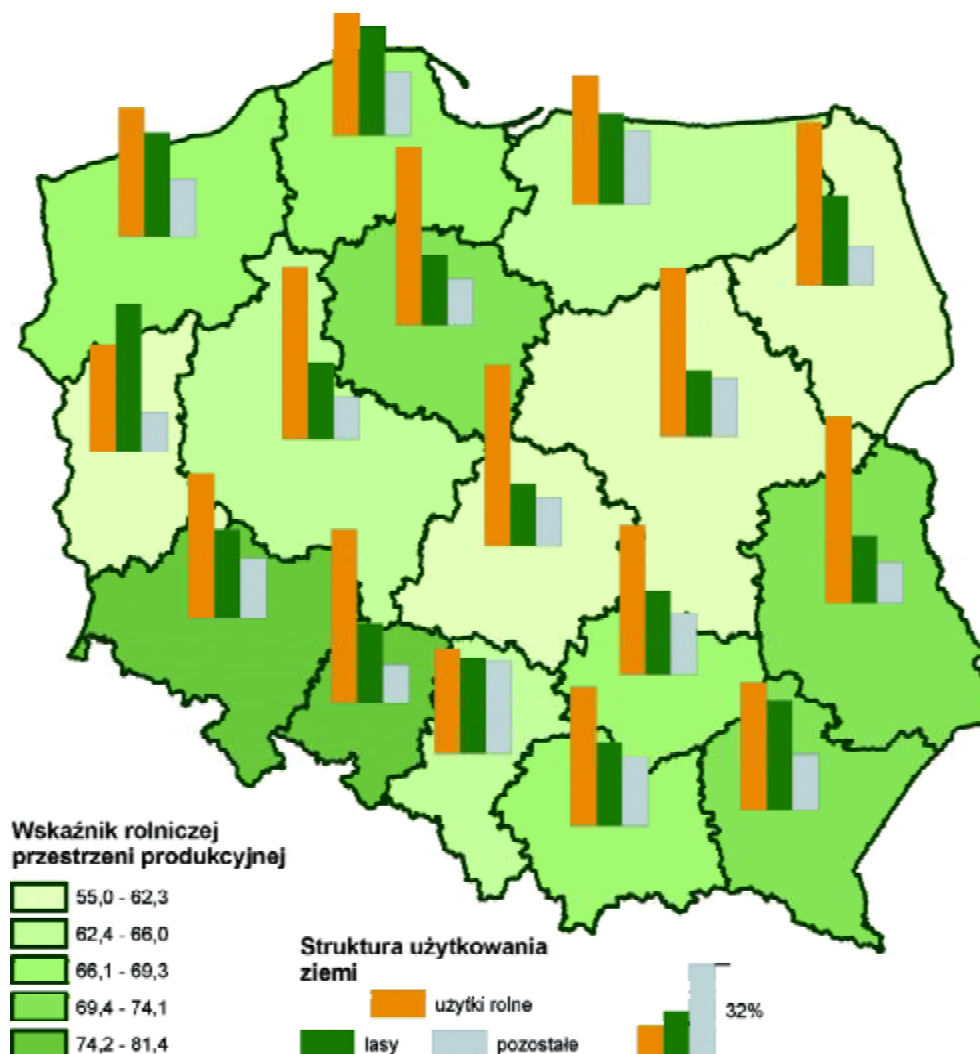 Wskaźnik rolniczej
przestrzeni produkcyjnej
55,0 - 62,3
62,4 - 66,0
66,1 - 69,3
69,4 - 74,1
74,2 - 81,4
Struktura użytkowania
ziemi
użytki rolne
lasy
pozostałe
32%